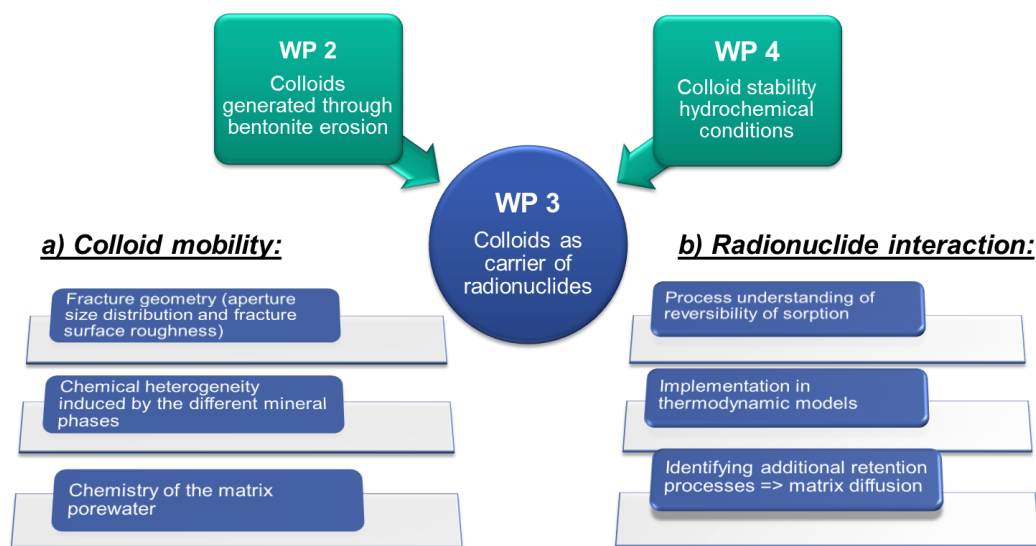 WP 2
Colloids
generated through
bentonite erosion
WP 4
Colloid stability
hydrochemical
conditions
WP 3
Colloids as
carrier of
radionuclides
a) Colloid mobility:
Fracture geometry (aperture
size distribution and fracture
surface roughness)
Chemical heterogeneity
induced by the different mineral
phases
Chemistry of the matrix
porewater
b) Radionuclide interaction:
Process understanding of
reversibility of sorption
Implementation in
thermodynamic models
Identifying additional retention
processes => matrix diffusion